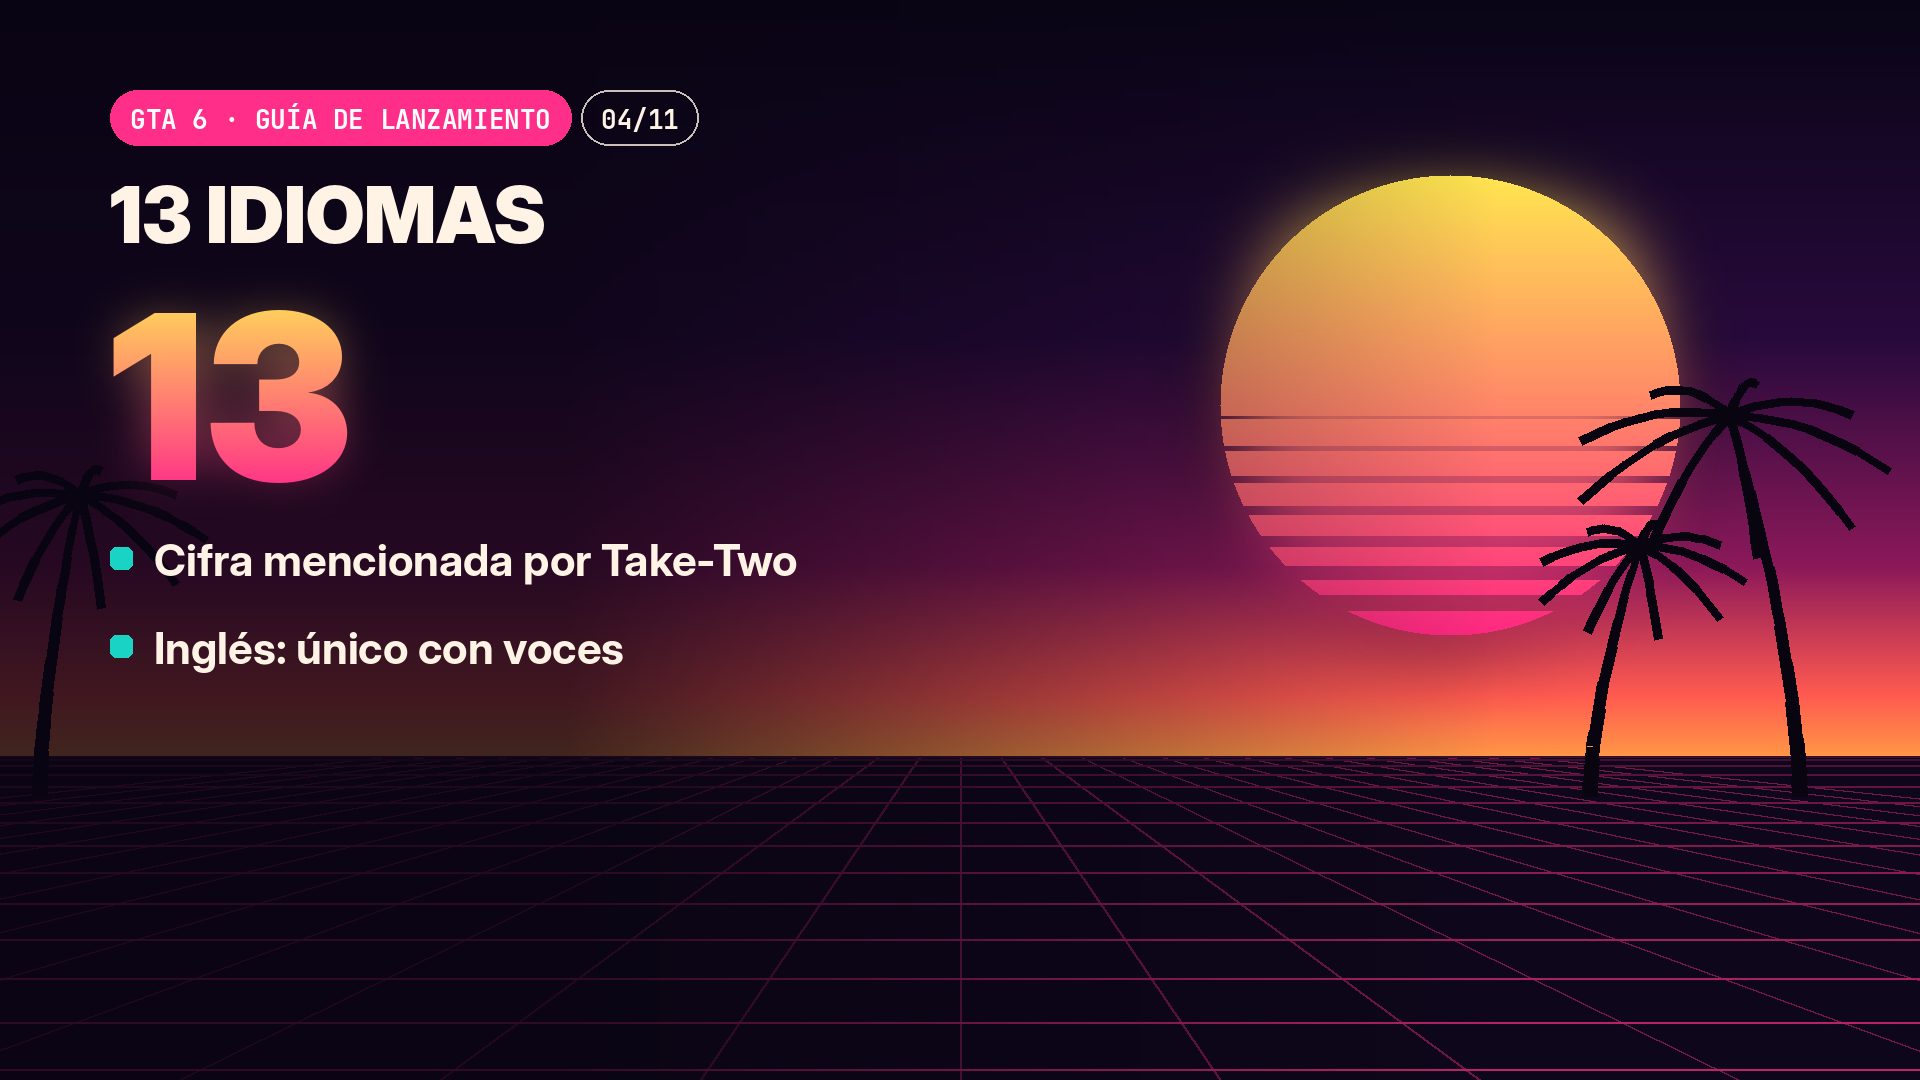 GTA 6 · GUÍA DE LANZAMIENTO 04/11
13 IDIOMAS
13
Cifra mencionada por Take-Two
Inglés: único con voces